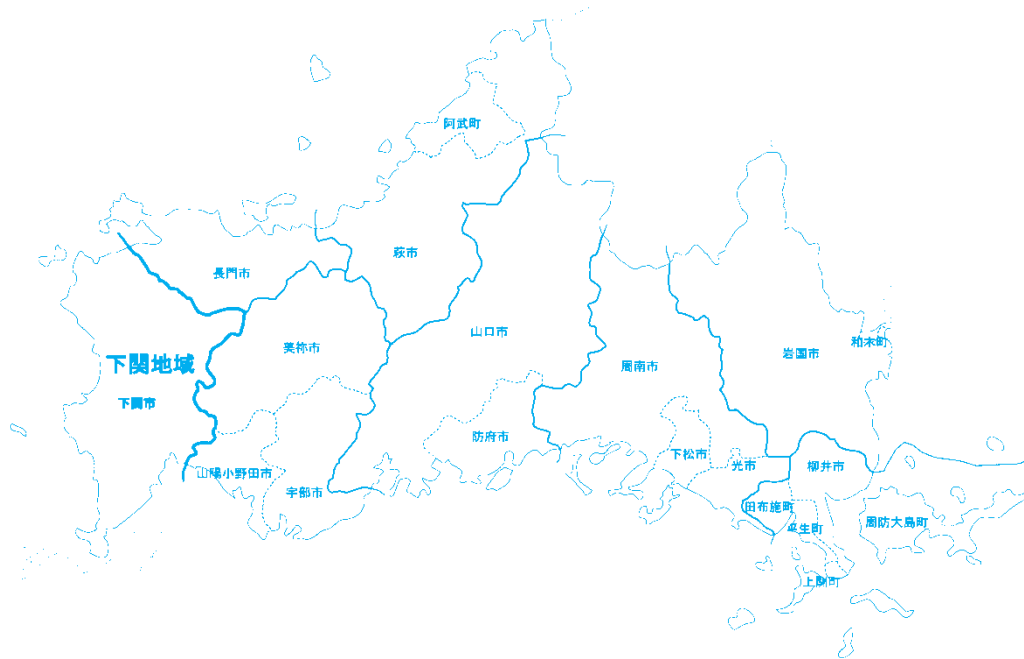 阿武町
萩市
長門市
山口市
美祢市
岩国市
和木町
下関地域
周南市
下関市
防府市
下松市
光市
柳井市
山陽小野田市
宇部市
田布施町
平生町
周防大島町
上関町